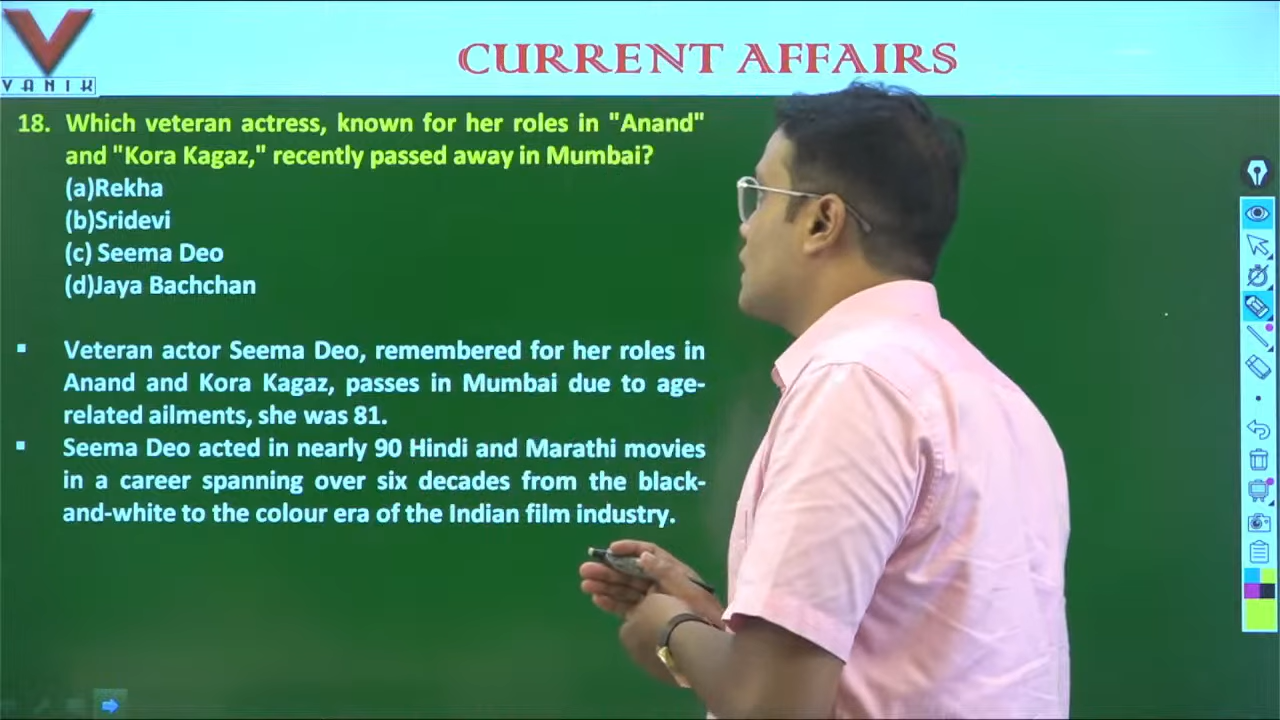 VANIK
CURRENT AFFAIRS
18. Which veteran actress, known for her roles in "Anand"
and "Kora Kagaz," recently passed away in Mumbai?
(a)Rekha
(b)Sridevi
(c) Seema Deo
(d)Jaya Bachchan
▪ Veteran actor Seema Deo, remembered for her roles in
Anand and Kora Kagaz, passes in Mumbai due to age-
related ailments, she was 81.
▪ Seema Deo acted in nearly 90 Hindi and Marathi movies
in a career spanning over six decades from the black-
and-white to the colour era of the Indian film industry.